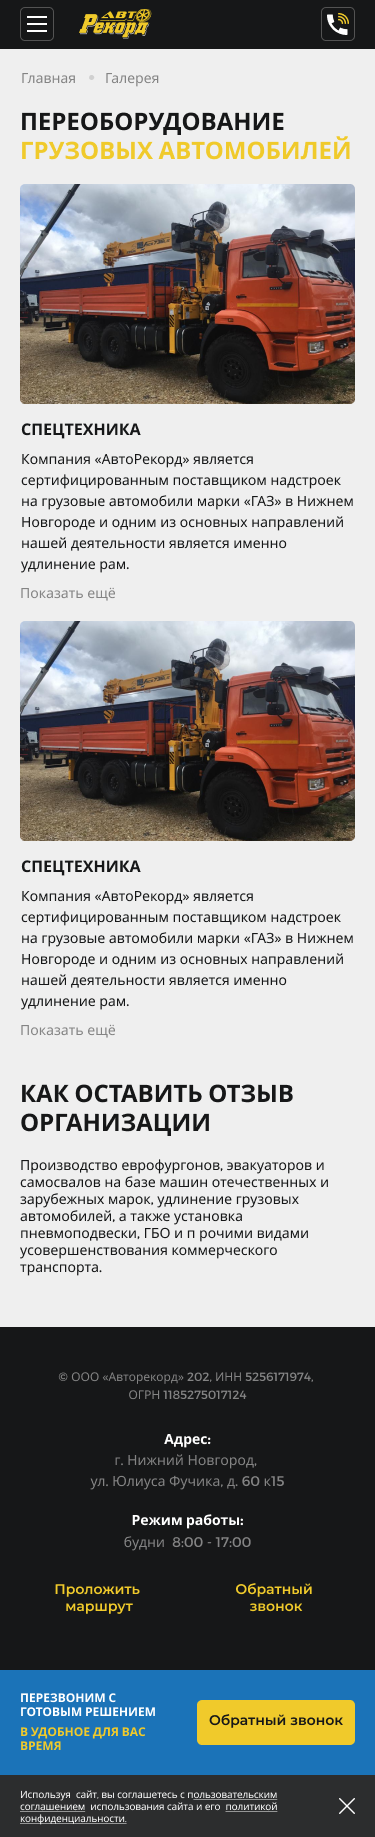 АВТО
Рекорд
Главная • Галерея
ПЕРЕОБОРУДОВАНИЕ
ГРУЗОВЫХ АВТОМОБИЛЕЙ
СПЕЦТЕХНИКА
Компания «АвтоРекорд» является
сертифицированным поставщиком надстроек
на грузовые автомобили марки «ГАЗ» в Нижнем
Новгороде и одним из основных направлений
нашей деятельности является именно
удлинение рам.
Показать ещё
СПЕЦТЕХНИКА
Компания «АвтоРекорд» является
сертифицированным поставщиком надстроек
на грузовые автомобили марки «ГАЗ» в Нижнем
Новгороде и одним из основных направлений
нашей деятельности является именно
удлинение рам.
Показать ещё
КАК ОСТАВИТЬ ОТЗЫВ
ОРГАНИЗАЦИИ
Производство еврофургонов, эвакуаторов и
самосвалов на базе машин отечественных и
зарубежных марок, удлинение грузовых
автомобилей, а также установка
пневмоподвески, ГБО и п рочими видами
усовершенствования коммерческого
транспорта.
© ООО «Авторекорд» 202, ИНН 5256171974,
ОГРН 1185275017124
Адрес:
г. Нижний Новгород,
ул. Юлиуса Фучика, д. 60 к15
Режим работы:
будни 8:00 - 17:00
Проложить
маршрут
Обратный
звонок
ПЕРЕЗВОНИМ С
ГОТОВЫМ РЕШЕНИЕМ
В УДОБНОЕ ДЛЯ ВАС
ВРЕМЯ
Обратный звонок
Используя сайт, вы соглашаетесь с пользовательским
соглашением использования сайта и его политикой
конфиденциальности.